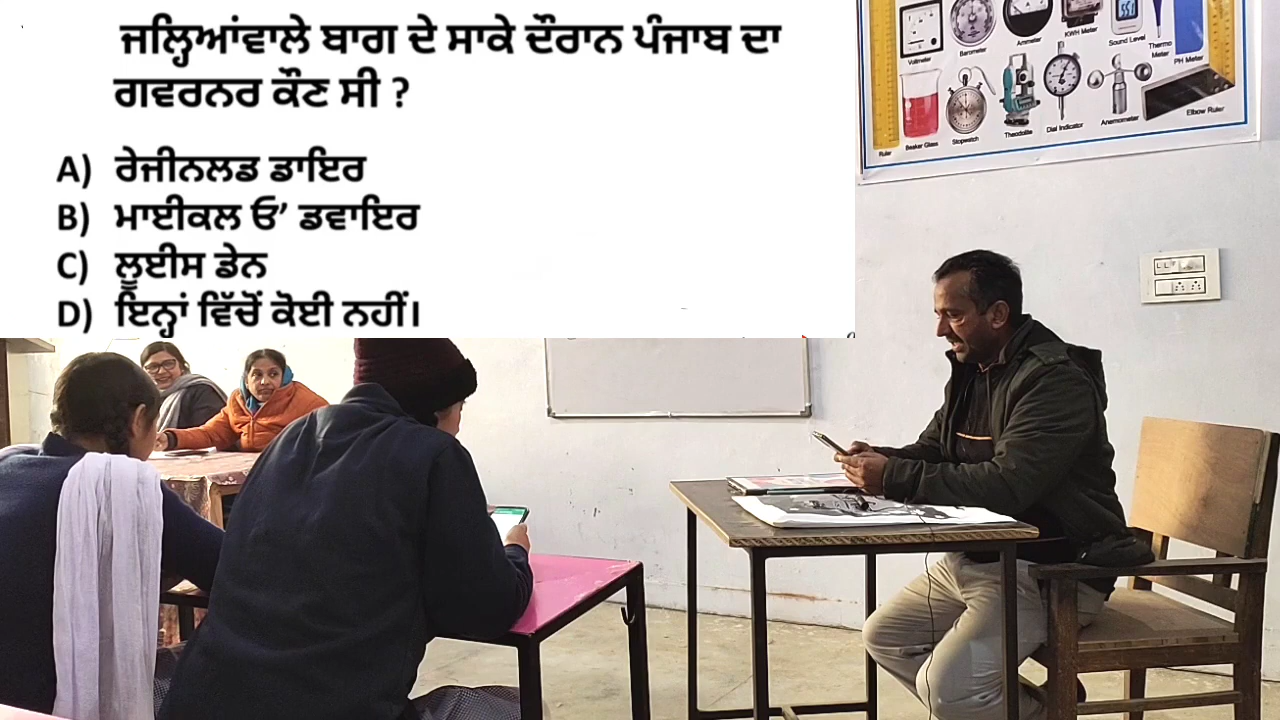 ਜਲ੍ਹਿਆਂਵਾਲੇ ਬਾਗ ਦੇ ਸਾਕੇ ਦੌਰਾਨ ਪੰਜਾਬ ਦਾ
ਗਵਰਨਰ ਕੌਣ ਸੀ ?
A) ਰੇਜੀਨਲਡ ਡਾਇਰ
B) ਮਾਈਕਲ ਓ’ ਡਵਾਇਰ
C) ਲੂਈਸ ਡੇਨ
D) ਇਨ੍ਹਾਂ ਵਿੱਚੋਂ ਕੋਈ ਨਹੀਂ।
Voltmeter
Barometer
Ammeter
KWH Meter
Sound Level
Thermo
Meter
PH Meter
Ruler
Beaker Glass
Stopwatch
Theodolite
Dial Indicator
Anemometer
Elbow Ruler